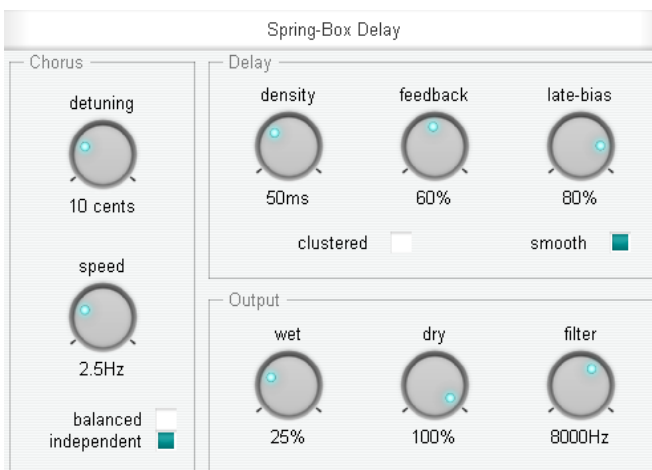 Spring-Box Delay
Chorus
detuning
10 cents
speed
2.5Hz
balanced
independent
Delay
density feedback late-bias
50ms 60% 80%
clustered smooth
Output
wet dry filter
25% 100% 8000Hz